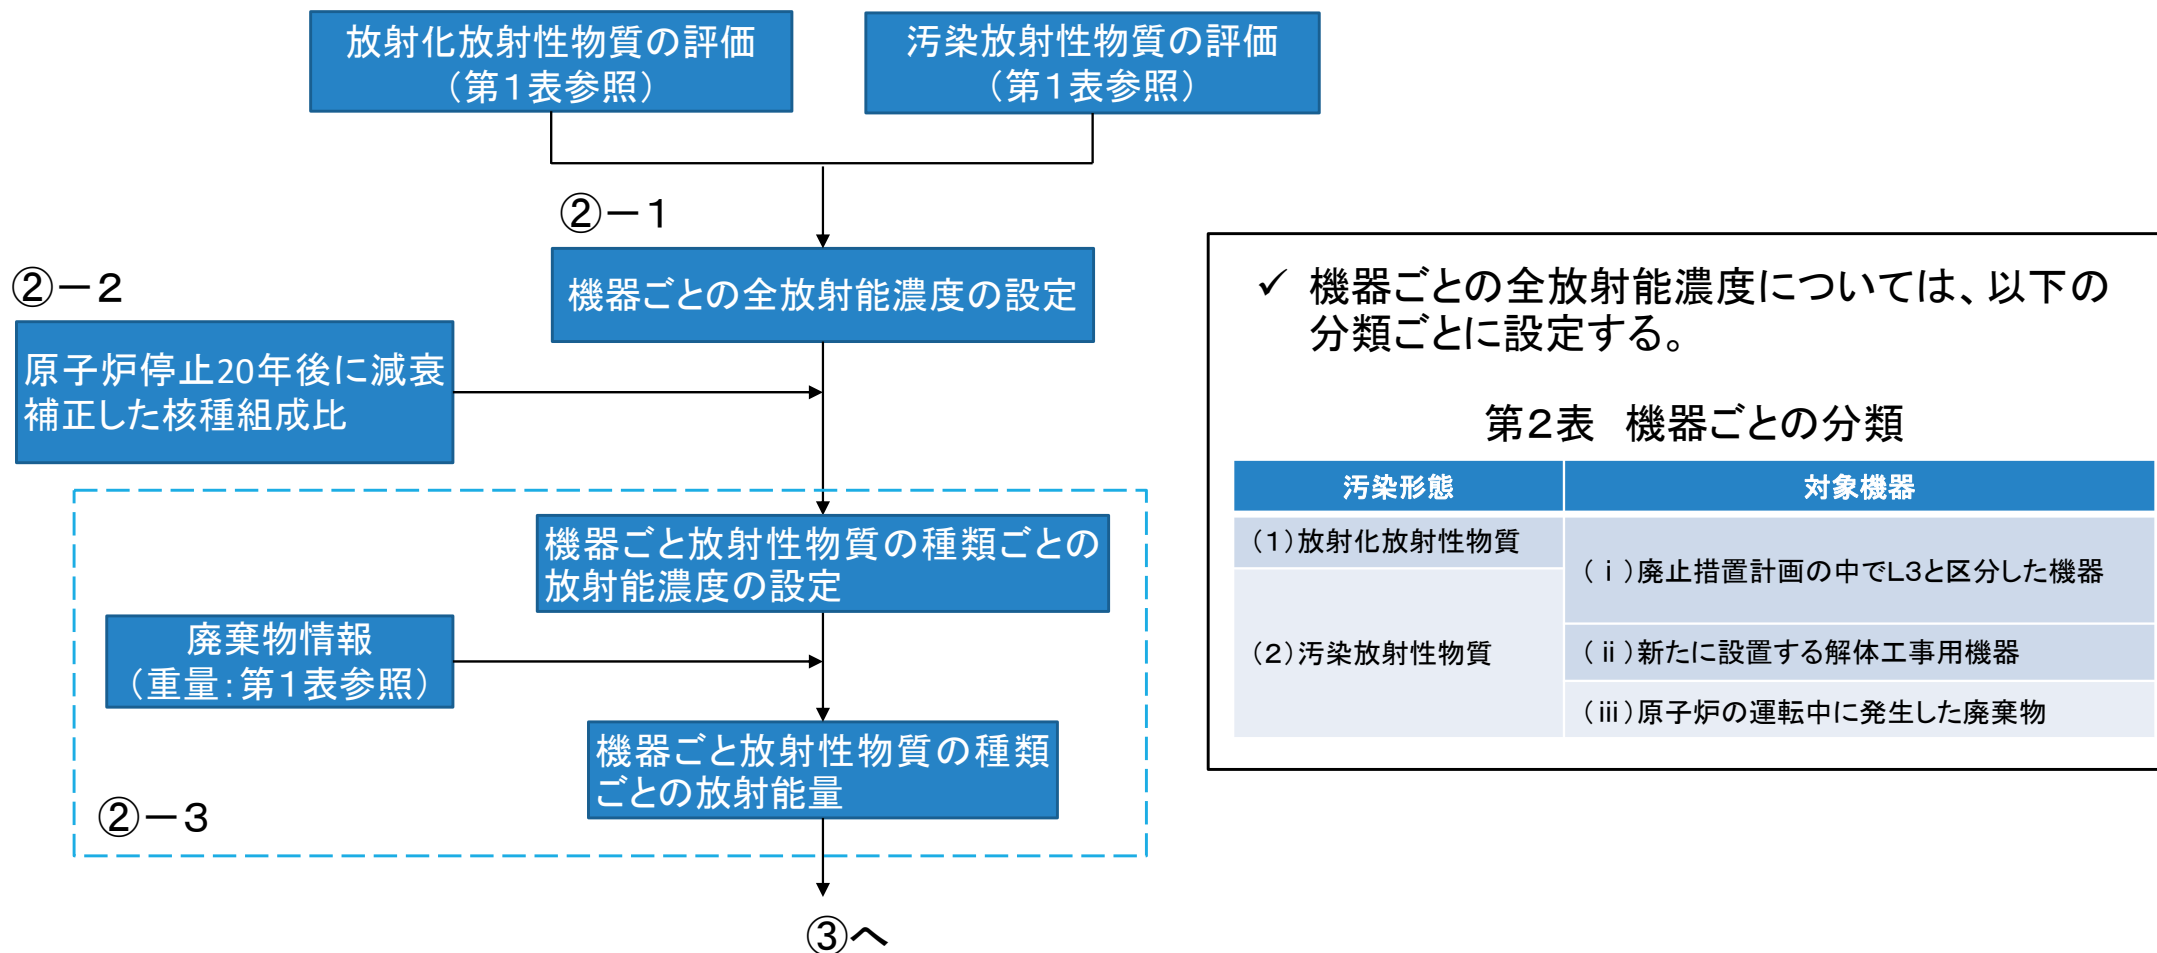 放射化放射性物質の評価
（第１表参照）
汚染放射性物質の評価
（第１表参照）
②－１
機器ごとの全放射能濃度の設定
②－２
原子炉停止20年後に減衰
補正した核種組成比
機器ごと放射性物質の種類ごとの
放射能濃度の設定
廃棄物情報
（重量：第１表参照）
機器ごと放射性物質の種類
ごとの放射能量
②－３
③へ
✓ 機器ごとの全放射能濃度については、以下の
分類ごとに設定する。
第２表　機器ごとの分類
汚染形態
対象機器
（１）放射化放射性物質
（ⅰ）廃止措置計画の中でＬ３と区分した機器
（２）汚染放射性物質
（ⅱ）新たに設置する解体工事用機器
（ⅲ）原子炉の運転中に発生した廃棄物